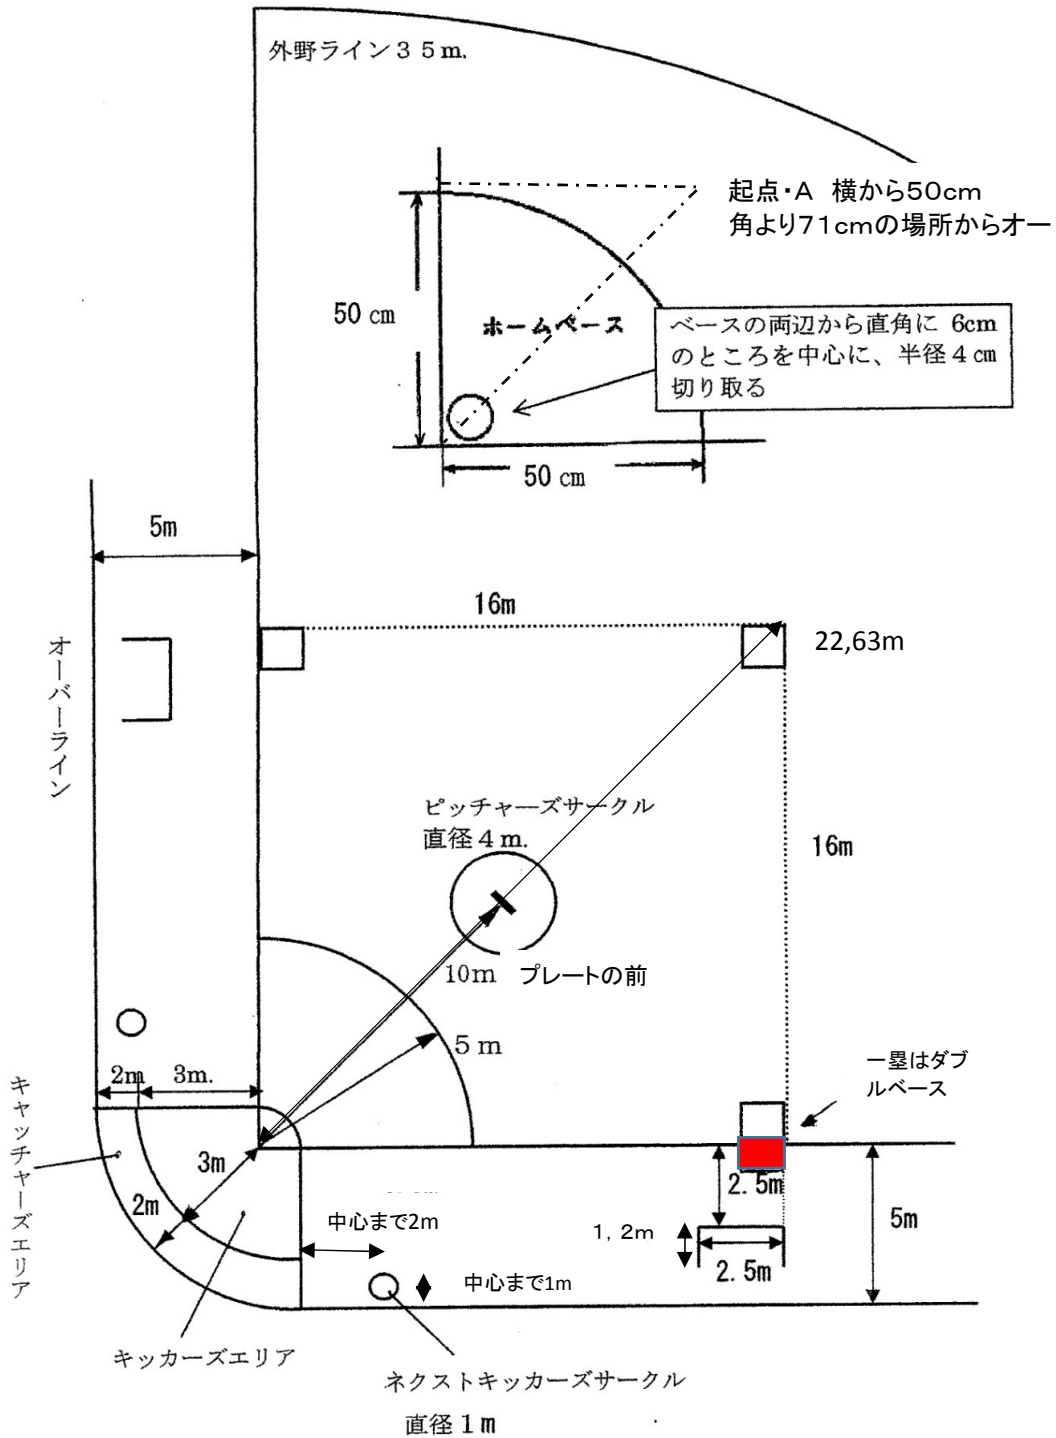 外野ライン３５m.
起点・A　横から50cm
角より71cmの場所からオー
50 cm
ホームベース
ベースの両辺から直角に 6cm
のところを中心に、半径４cm
切り取る
50 cm
5m
16m
オーバーライン
22,63m
ピッチャーズサークル
直径４m.
16m
10m　プレートの前
５m
一塁はダブ
ルベース
2m
3m.
キャッチャーズエリア
3m
2m
2.5m
中心まで2m
1，2m
5m
2.5m
中心まで1m
キッカーズエリア
ネクストキッカーズサークル
直径１m